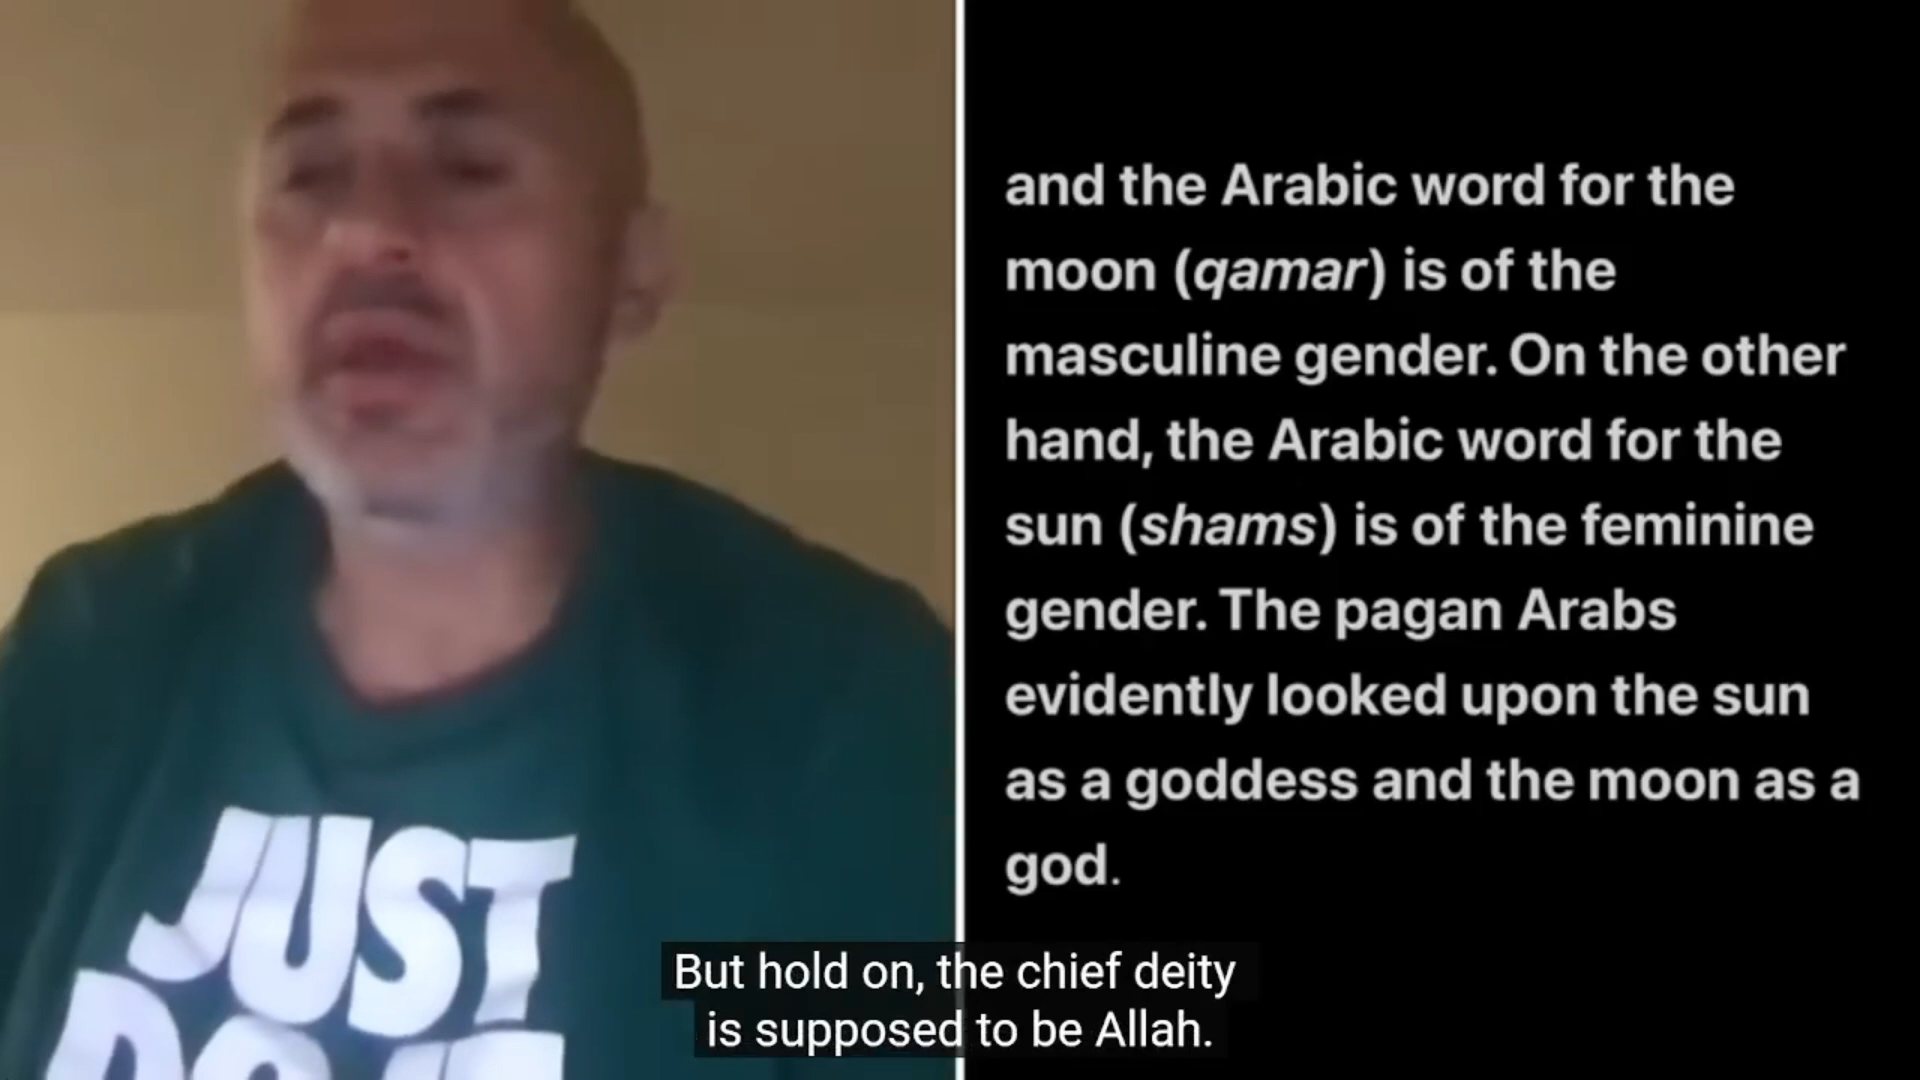 and the Arabic word for the
moon (qamar) is of the
masculine gender. On the other
hand, the Arabic word for the
sun (shams) is of the feminine
gender. The pagan Arabs
evidently looked upon the sun
as a goddess and the moon as a
god.
JUST
DO IT
But hold on, the chief deity
is supposed to be Allah.